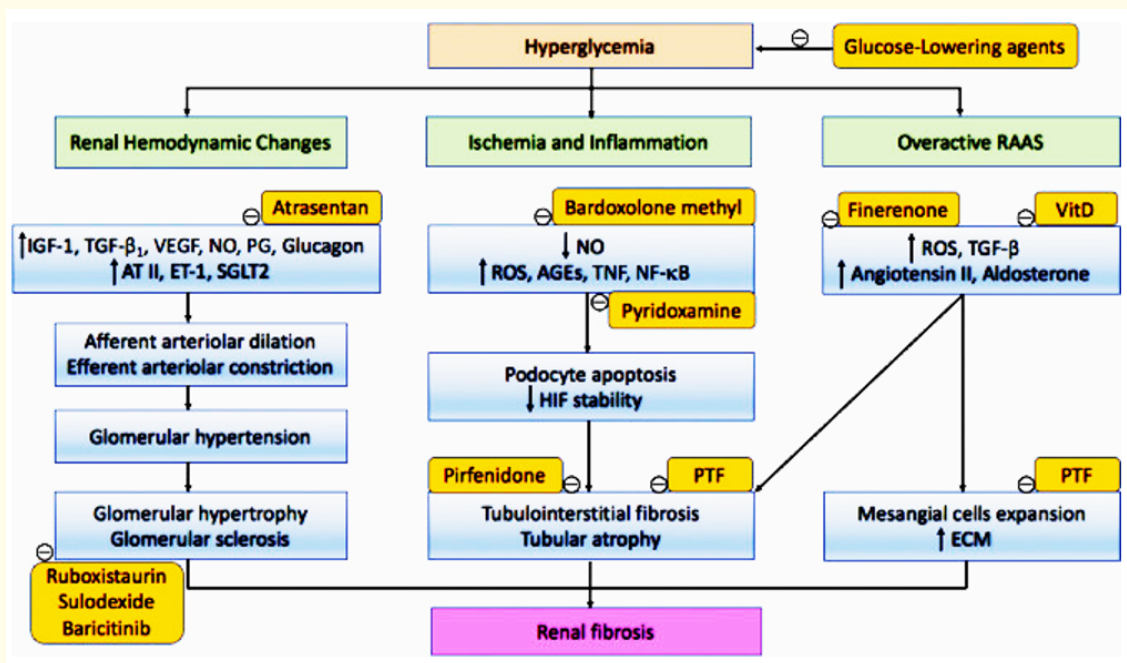 Hyperglycemia
Glucose-Lowering agents
Renal Hemodynamic Changes
Ischemia and Inflammation
Overactive RAAS
Atrasentan
↑IGF-1, TGF-β₁, VEGF, NO, PG, Glucagon
↑AT II, ET-1, SGLT2
Bardoxolone methyl
↓ NO
↑ ROS, AGEs, TNF, NF-κB
Finerenone
VitD
↑ ROS, TGF-β
↑ Angiotensin II, Aldosterone
Pyridoxamine
Afferent arteriolar dilation
Efferent arteriolar constriction
Podocyte apoptosis
↓ HIF stability
Glomerular hypertension
Pirfenidone
PTF
PTF
Glomerular hypertrophy
Glomerular sclerosis
Tubulointerstitial fibrosis
Tubular atrophy
Mesangial cells expansion
↑ ECM
Ruboxistaurin
Sulodexide
Baricitinib
Renal fibrosis